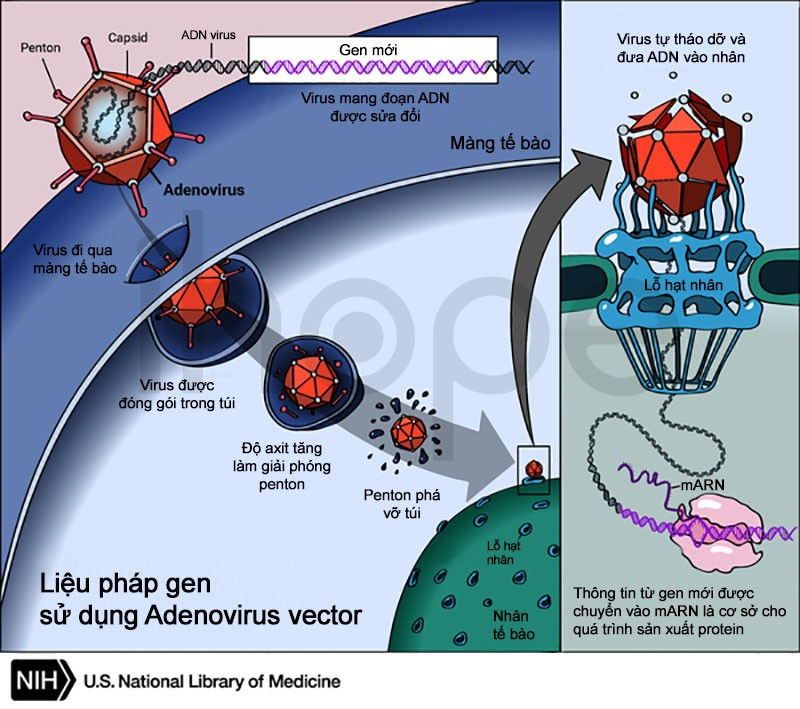 Penton
Capsid
ADN virus
Gen mới
Virus mang đoạn ADN
được sửa đổi
Màng tế bào
Adenovirus
Virus đi qua
màng tế bào
Virus được
đóng gói trong túi
Độ axit tăng
làm giải phóng
penton
Penton phá
vỡ túi
Lỗ hạt
nhân
Nhân
tế bào
Liệu pháp gen
sử dụng Adenovirus vector
Virus tự tháo dỡ và
đưa ADN vào nhân
Lỗ hạt nhân
mARN
Thông tin từ gen mới được
chuyển vào mARN là cơ sở cho
quá trình sản xuất protein
NIH U.S. National Library of Medicine